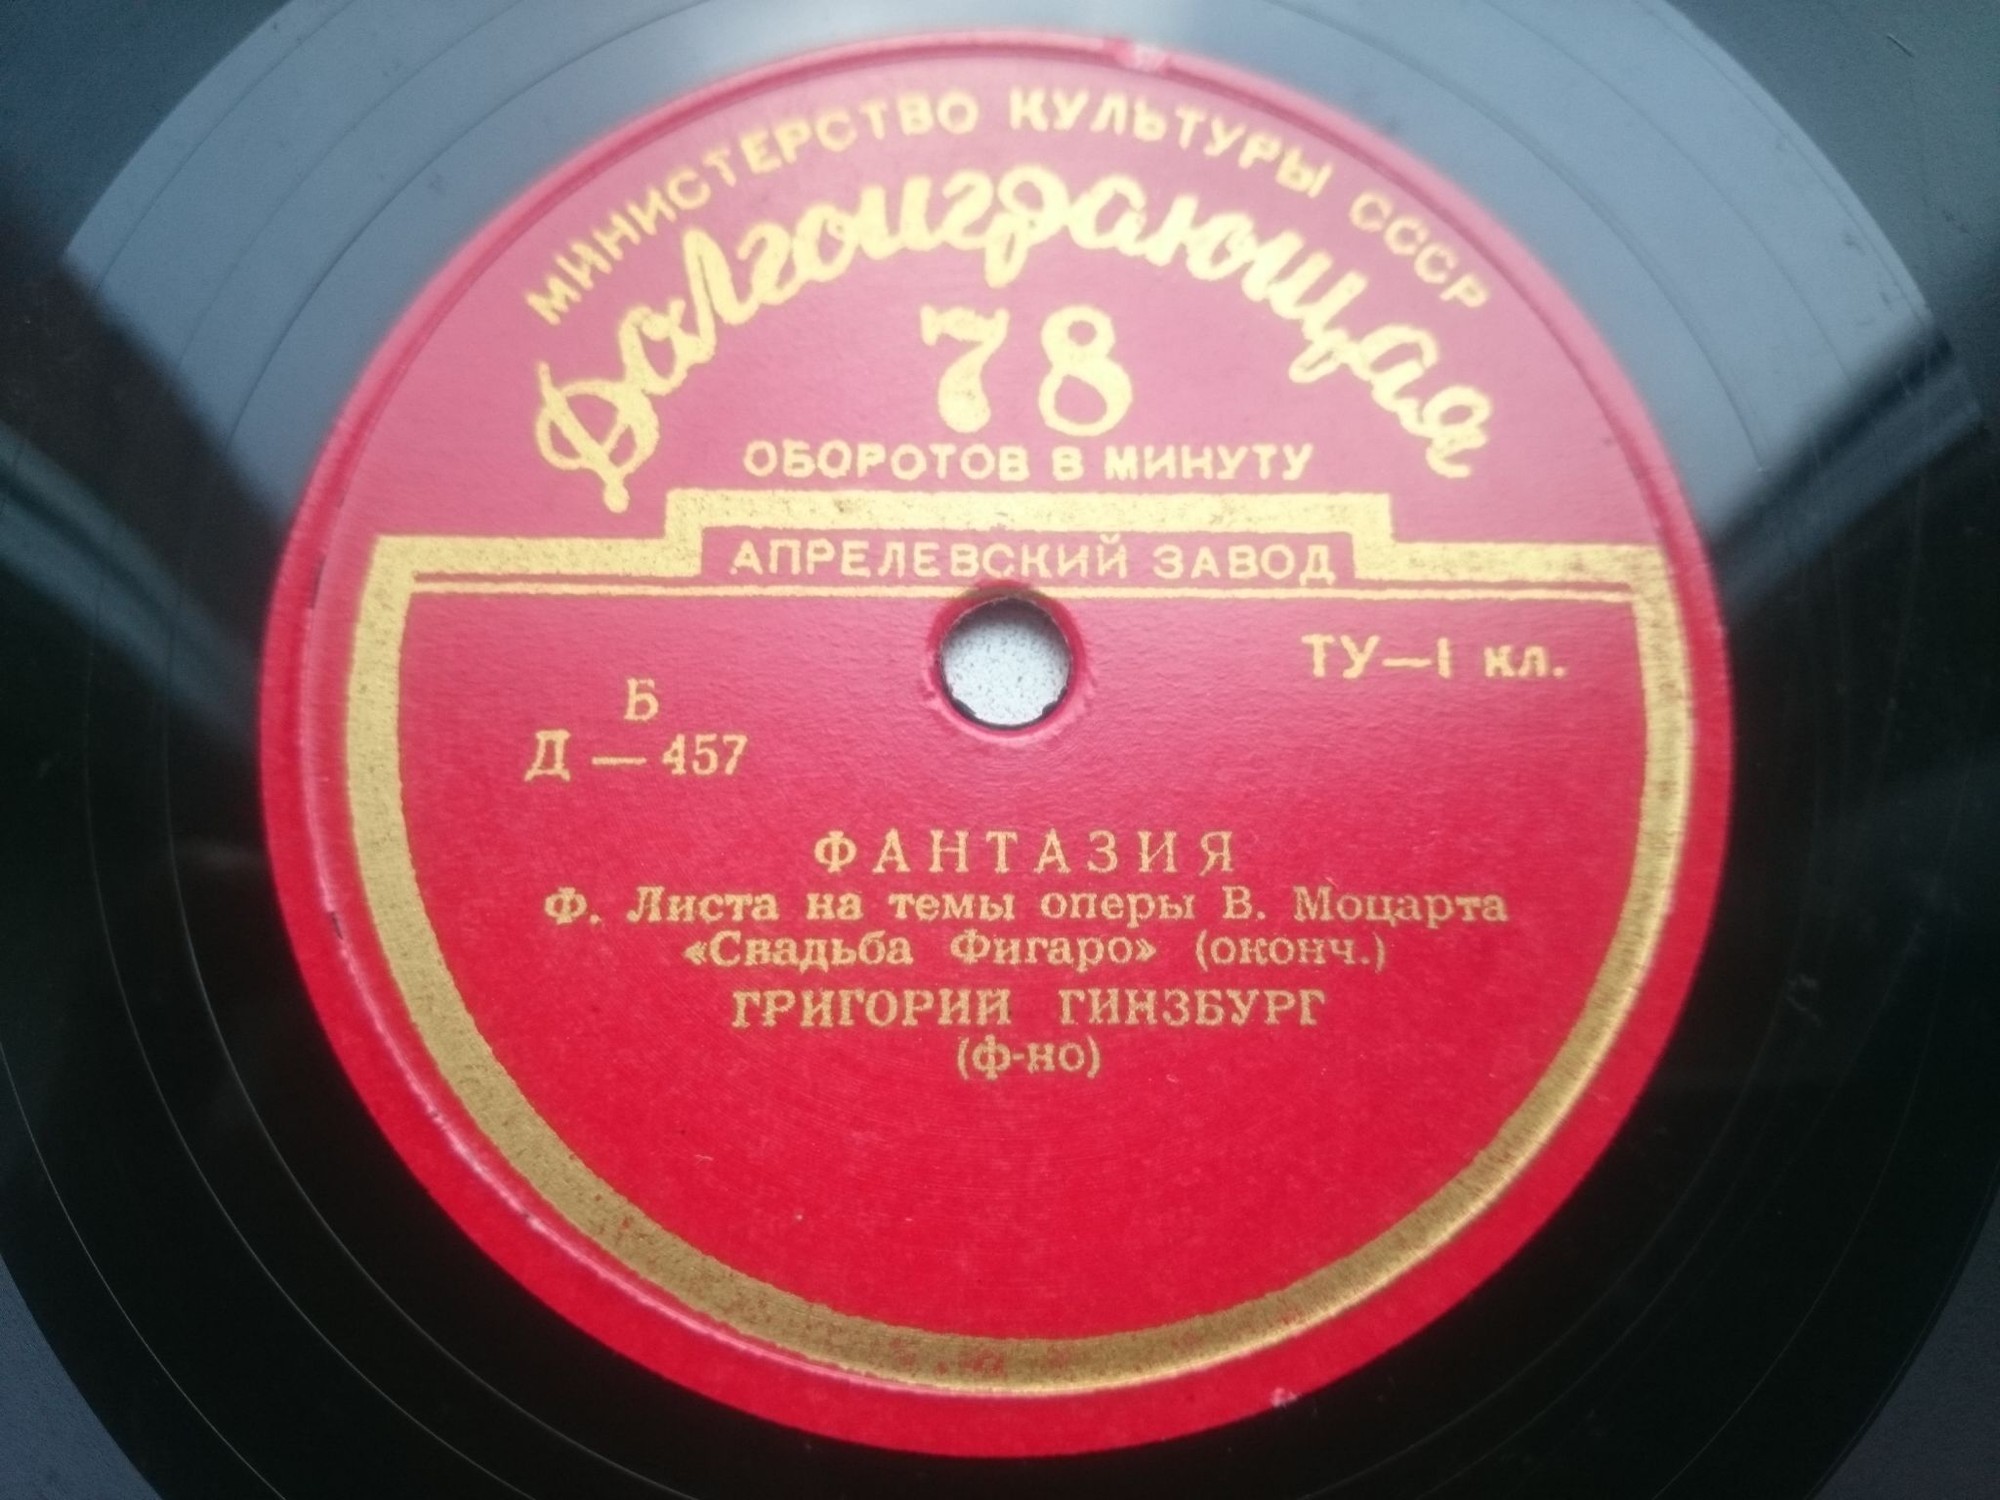 МИНИСТЕРСТВО КУЛЬТУРЫ СССР
Долгоиграющая
78
ОБОРОТОВ В МИНУТУ
АПРЕЛЕВСКИЙ ЗАВОД
ТУ—I кл.
Б
Д — 457
ФАНТАЗИЯ
Ф. Листа на темы оперы В. Моцарта
«Свадьба Фигаро» (оконч.)
ГРИГОРИЙ ГИНЗБУРГ
(ф-но)